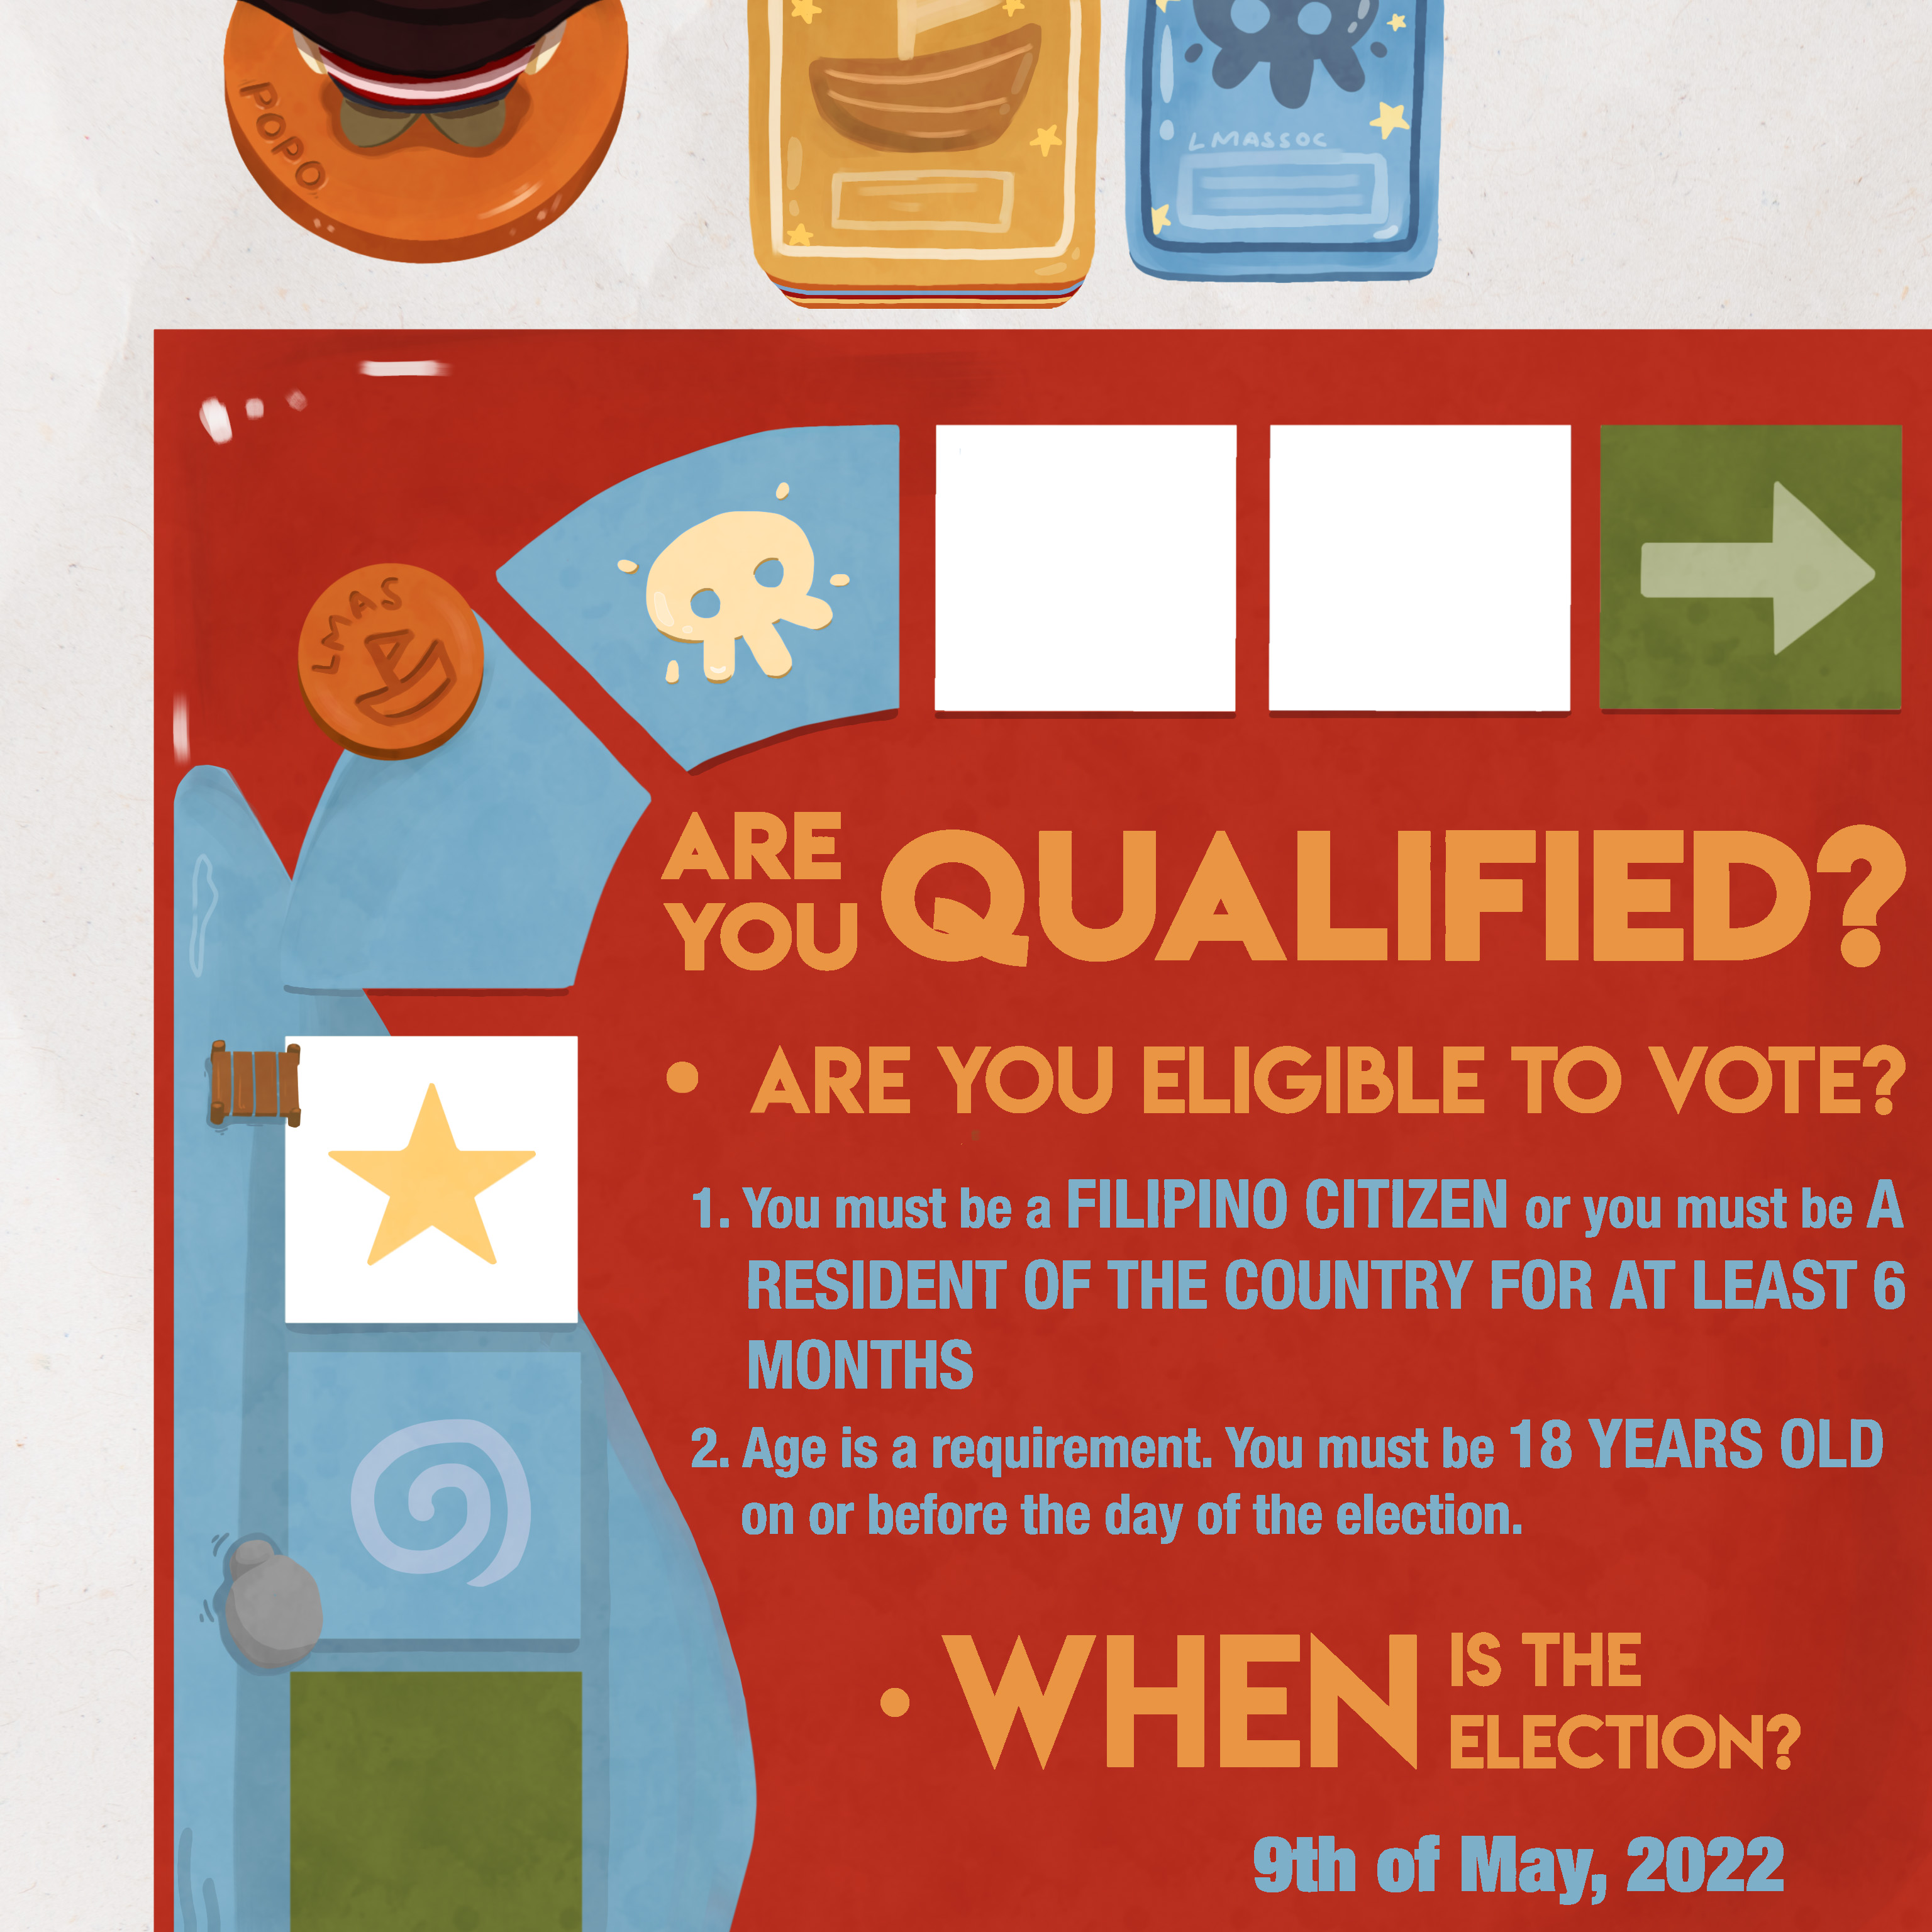 POPO
LMASSOC
LMAS
ARE
YOU QUALIFIED?
• ARE YOU ELIGIBLE TO VOTE?
1. You must be a FILIPINO CITIZEN or you must be A
RESIDENT OF THE COUNTRY FOR AT LEAST 6
MONTHS
2. Age is a requirement. You must be 18 YEARS OLD
on or before the day of the election.
• WHEN IS THE
ELECTION?
9th of May, 2022